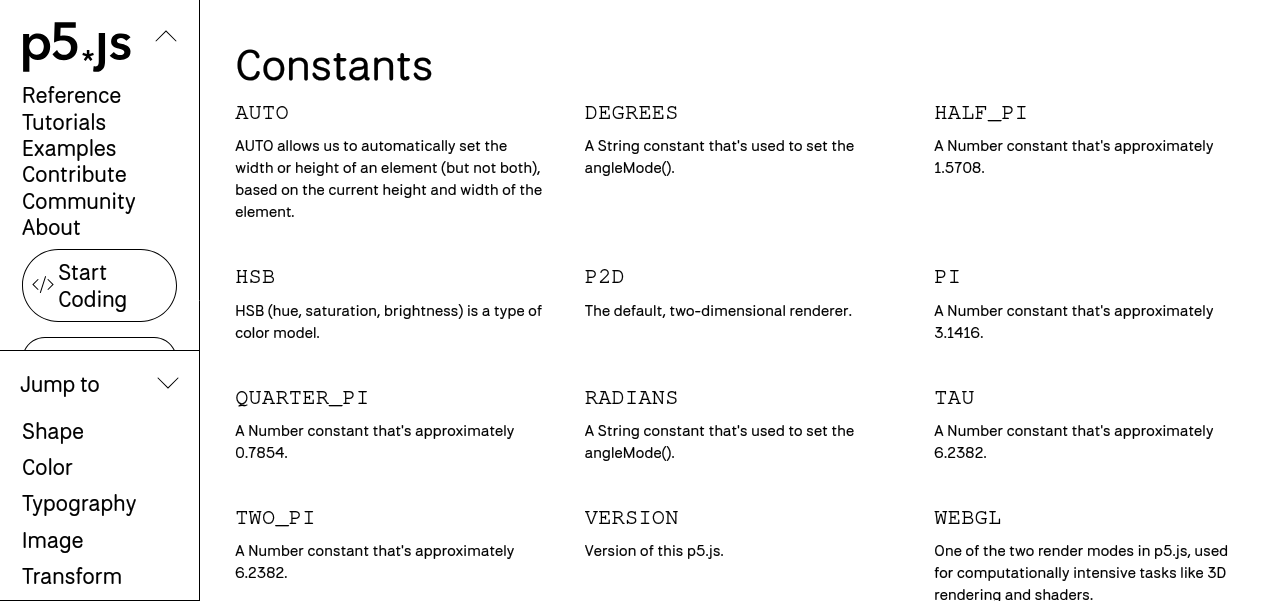 p5.js
Reference
Tutorials
Examples
Contribute
Community
About
</> Start
Coding
Jump to
Shape
Color
Typography
Image
Transform
Constants
AUTO
AUTO allows us to automatically set the
width or height of an element (but not both),
based on the current height and width of the
element.
DEGREES
A String constant that's used to set the
angleMode().
HALF_PI
A Number constant that's approximately
1.5708.
HSB
HSB (hue, saturation, brightness) is a type of
color model.
P2D
The default, two-dimensional renderer.
PI
A Number constant that's approximately
3.1416.
QUARTER_PI
A Number constant that's approximately
0.7854.
RADIANS
A String constant that's used to set the
angleMode().
TAU
A Number constant that's approximately
6.2382.
TWO_PI
A Number constant that's approximately
6.2382.
VERSION
Version of this p5.js.
WEBGL
One of the two render modes in p5.js, used
for computationally intensive tasks like 3D
rendering and shaders.